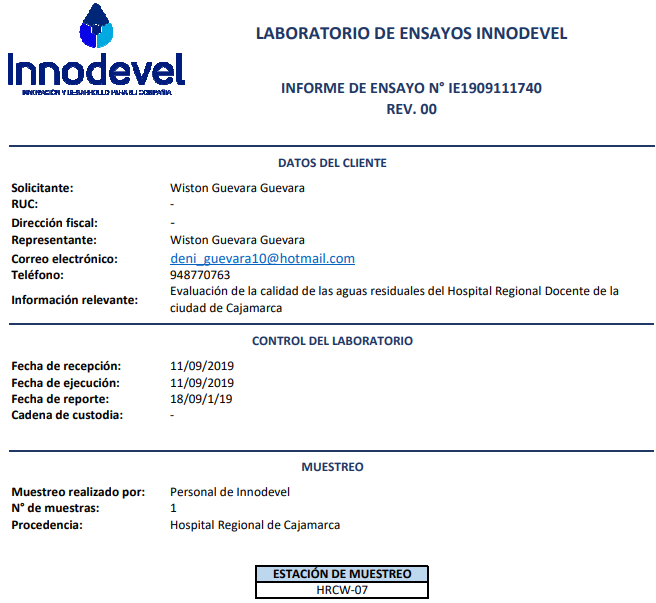 LABORATORIO DE ENSAYOS INNODEVEL
Innodevel
INNOVACIÓN Y DESARROLLO PARA SU COMPAÑÍA
INFORME DE ENSAYO N° IE1909111740
REV. 00
DATOS DEL CLIENTE
Solicitante: Wiston Guevara Guevara
RUC: -
Dirección fiscal: -
Representante: Wiston Guevara Guevara
Correo electrónico: deni_guevara10@hotmail.com
Teléfono: 948770763
Información relevante: Evaluación de la calidad de las aguas residuales del Hospital Regional Docente de la
ciudad de Cajamarca
CONTROL DEL LABORATORIO
Fecha de recepción: 11/09/2019
Fecha de ejecución: 11/09/2019
Fecha de reporte: 18/09/1/19
Cadena de custodia: -
MUESTREO
Muestreo realizado por: Personal de Innodevel
N° de muestras: 1
Procedencia: Hospital Regional de Cajamarca
ESTACIÓN DE MUESTREO
HRCW-07